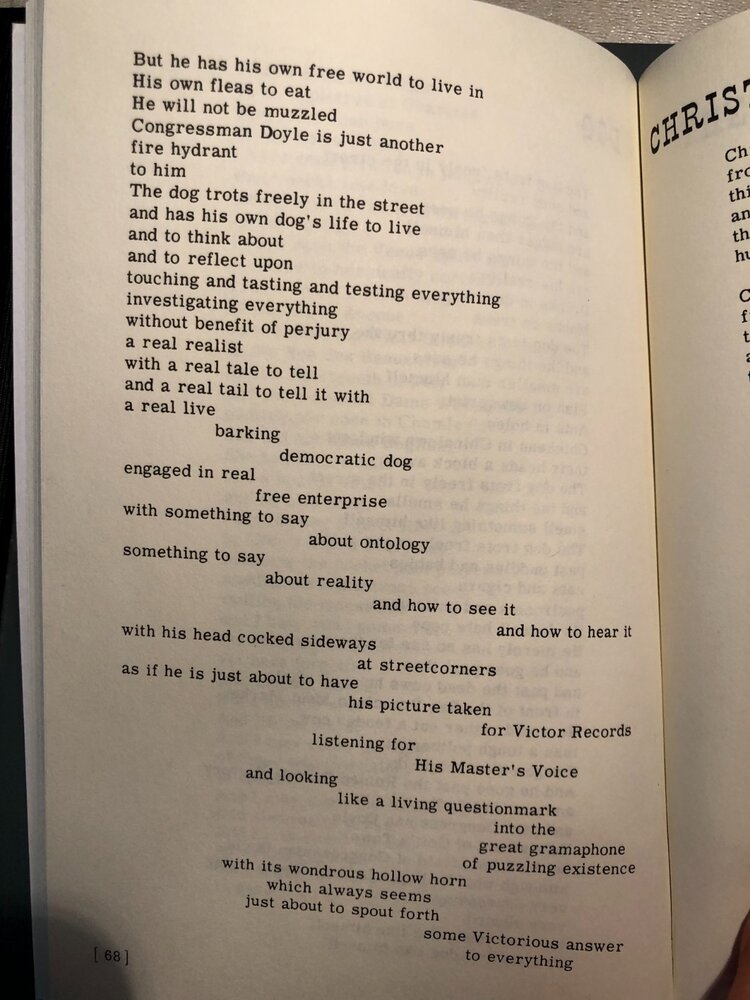 But he has his own free world to live in
His own fleas to eat
He will not be muzzled
Congressman Doyle is just another
fire hydrant
to him
The dog trots freely in the street
and has his own dog's life to live
and to think about
and to reflect upon
touching and tasting and testing everything
investigating everything
without benefit of perjury
a real realist
with a real tale to tell
and a real tail to tell it with
a real live
barking
democratic dog
engaged in real
free enterprise
with something to say
about ontology
something to say
about reality
and how to see it
and how to hear it
with his head cocked sideways
at streetcorners
as if he is just about to have
his picture taken
for Victor Records
listening for
His Master's Voice
and looking
like a living questionmark
into the
great gramaphone
of puzzling existence
with its wondrous hollow horn
which always seems
just about to spout forth
some Victorious answer
to everything
[ 68 ]